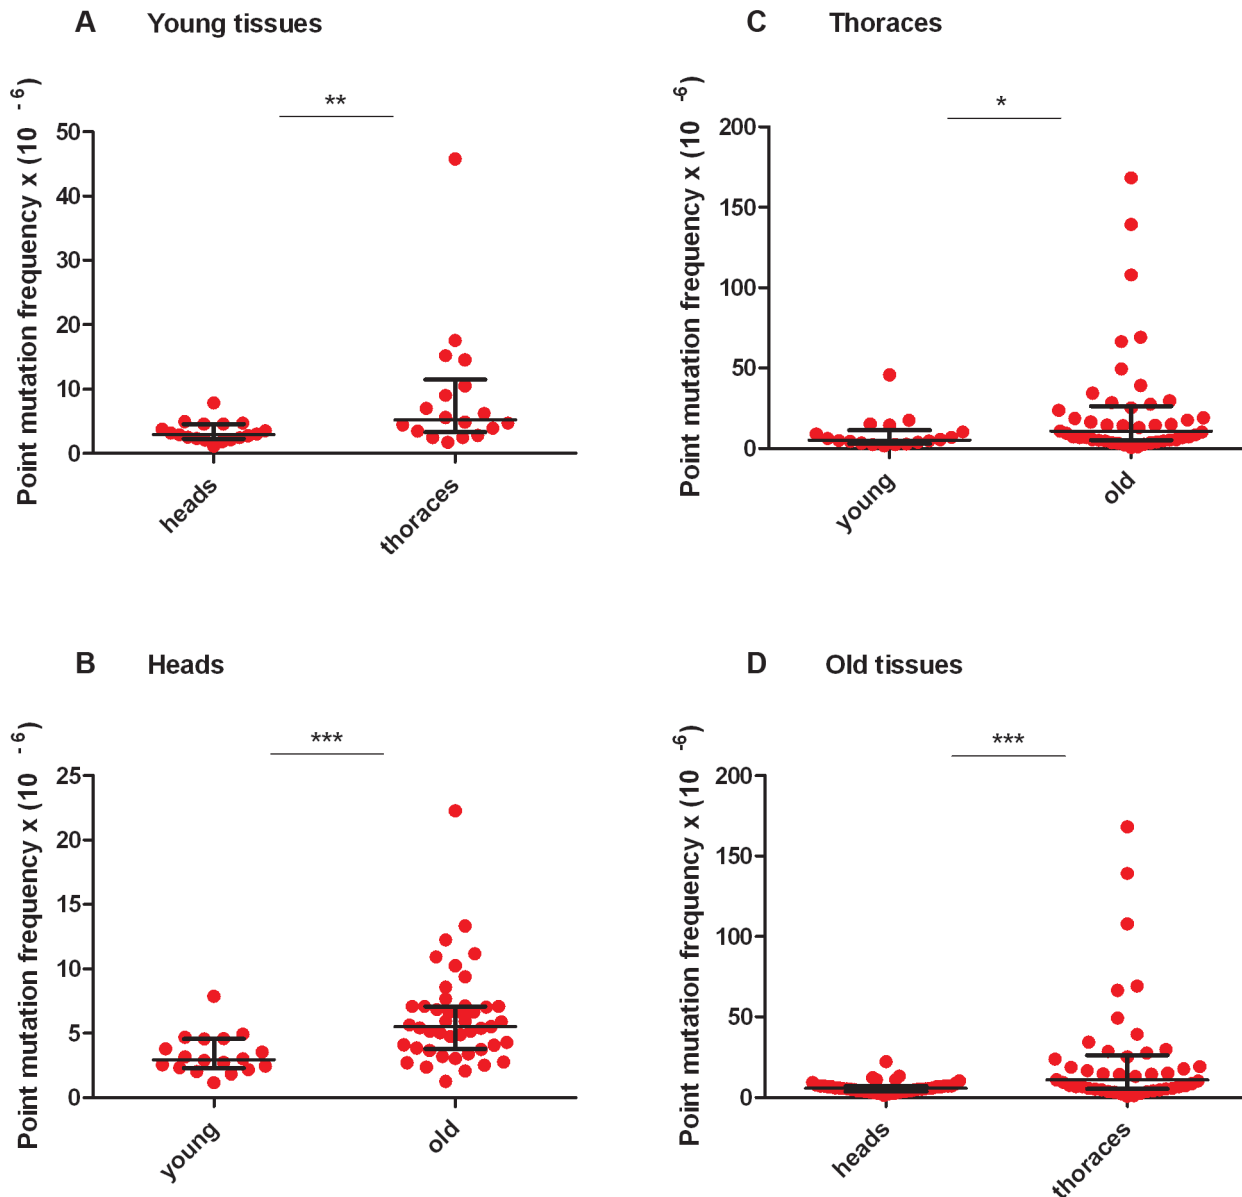 A Young tissues
Point mutation frequency x (10 -6)
**
50
40
30
20
10
0
heads
thoraces
C Thoraces
Point mutation frequency x (10 -6)
*
200
150
100
50
0
young
old
B Heads
Point mutation frequency x (10 -6)
***
25
20
15
10
5
0
young
old
D Old tissues
Point mutation frequency x (10 -6)
***
200
150
100
50
0
heads
thoraces